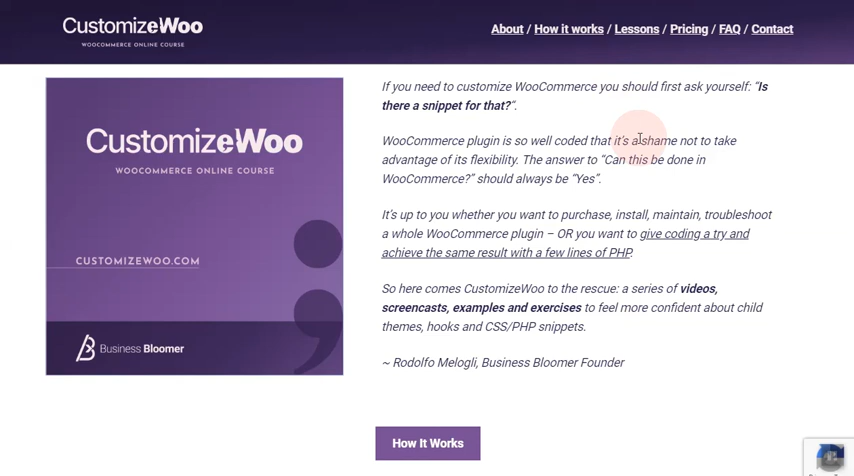 CustomizeWoo
WOOCOMMERCE ONLINE COURSE
About / How it works / Lessons / Pricing / FAQ / Contact
CustomizeWoo
WOOCOMMERCE ONLINE COURSE
CUSTOMIZEWOO.COM
Business Bloomer
If you need to customize WooCommerce you should first ask yourself: “Is
there a snippet for that?“.
WooCommerce plugin is so well coded that it’s a shame not to take
advantage of its flexibility. The answer to “Can this be done in
WooCommerce?” should always be “Yes”.
It’s up to you whether you want to purchase, install, maintain, troubleshoot
a whole WooCommerce plugin – OR you want to give coding a try and
achieve the same result with a few lines of PHP.
So here comes CustomizeWoo to the rescue: a series of videos,
screencasts, examples and exercises to feel more confident about child
themes, hooks and CSS/PHP snippets.
~ Rodolfo Melogli, Business Bloomer Founder
How It Works